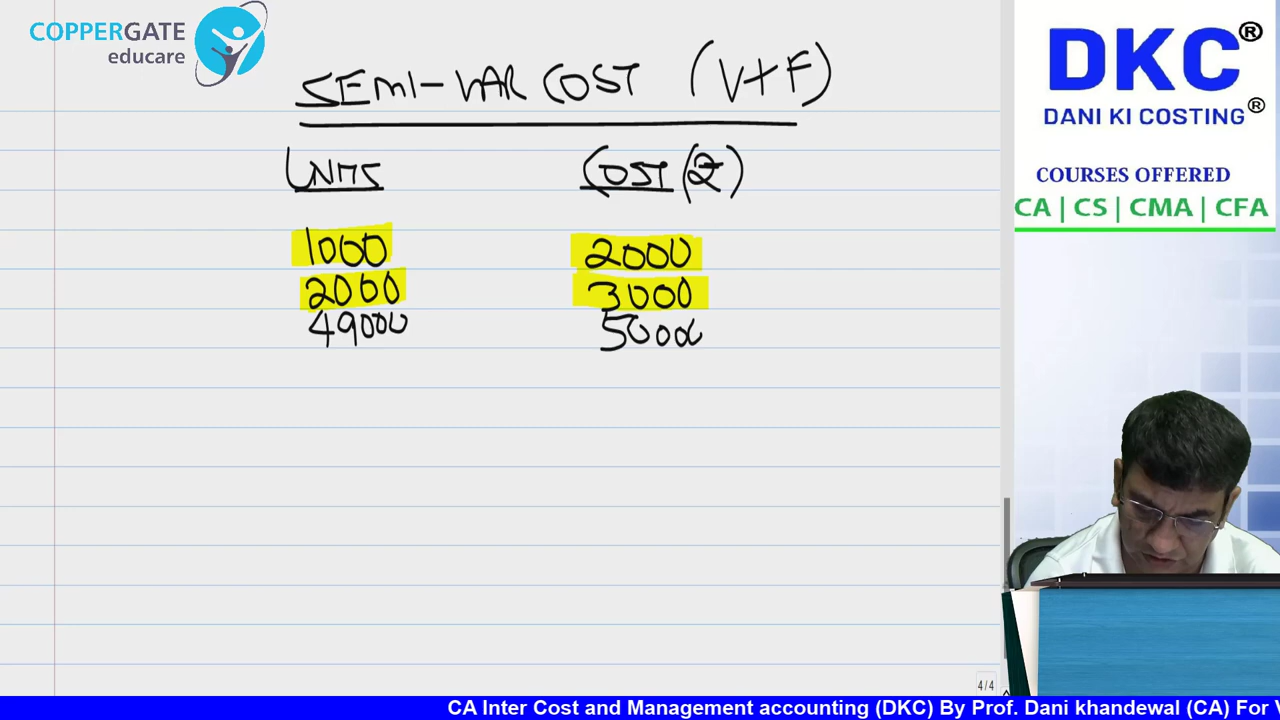 COPPERGATE
educare
SEMI-VAR COST (V+F)
UNITS COST (₹)
1000 2000
2000 3000
49000 50000
4/4
DKC®
DANI KI COSTING®
COURSES OFFERED
CA | CS | CMA | CFA
CA Inter Cost and Management accounting (DKC) By Prof. Dani khandewal (CA) For V